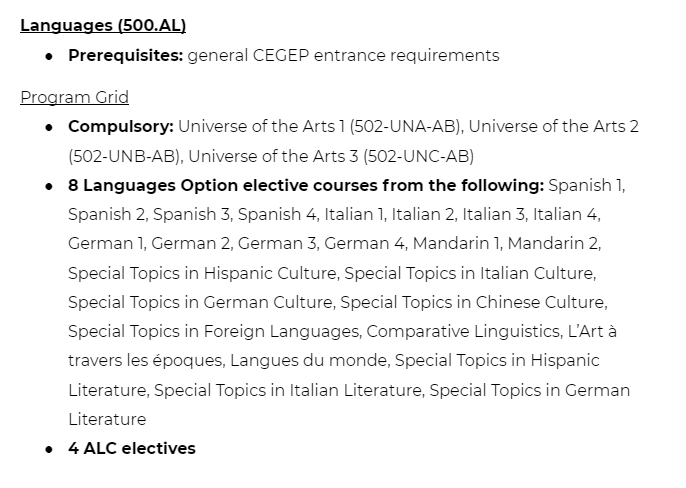 Languages (500.AL)
● Prerequisites: general CEGEP entrance requirements
Program Grid
● Compulsory: Universe of the Arts 1 (502-UNA-AB), Universe of the Arts 2
(502-UNB-AB), Universe of the Arts 3 (502-UNC-AB)
● 8 Languages Option elective courses from the following: Spanish 1,
Spanish 2, Spanish 3, Spanish 4, Italian 1, Italian 2, Italian 3, Italian 4,
German 1, German 2, German 3, German 4, Mandarin 1, Mandarin 2,
Special Topics in Hispanic Culture, Special Topics in Italian Culture,
Special Topics in German Culture, Special Topics in Chinese Culture,
Special Topics in Foreign Languages, Comparative Linguistics, L’Art à
travers les époques, Langues du monde, Special Topics in Hispanic
Literature, Special Topics in Italian Literature, Special Topics in German
Literature
● 4 ALC electives